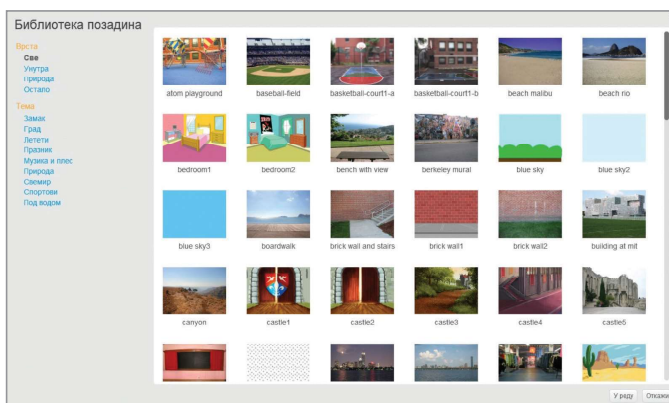 Библиотека позадина
Врста
Све
Унутра
Природа
Остало
Тема
Замак
Град
Летети
Празник
Музика и плес
Природа
Свемир
Спортови
Под водом
atom playground baseball-field basketball-court1-a basketball-court1-b beach malibu beach rio
bedroom1 bedroom2 bench with view berkeley mural blue sky blue sky2
blue sky3 boardwalk brick wall and stairs brick wall1 brick wall2 building at mit
canyon castle1 castle2 castle3 castle4 castle5
У реду